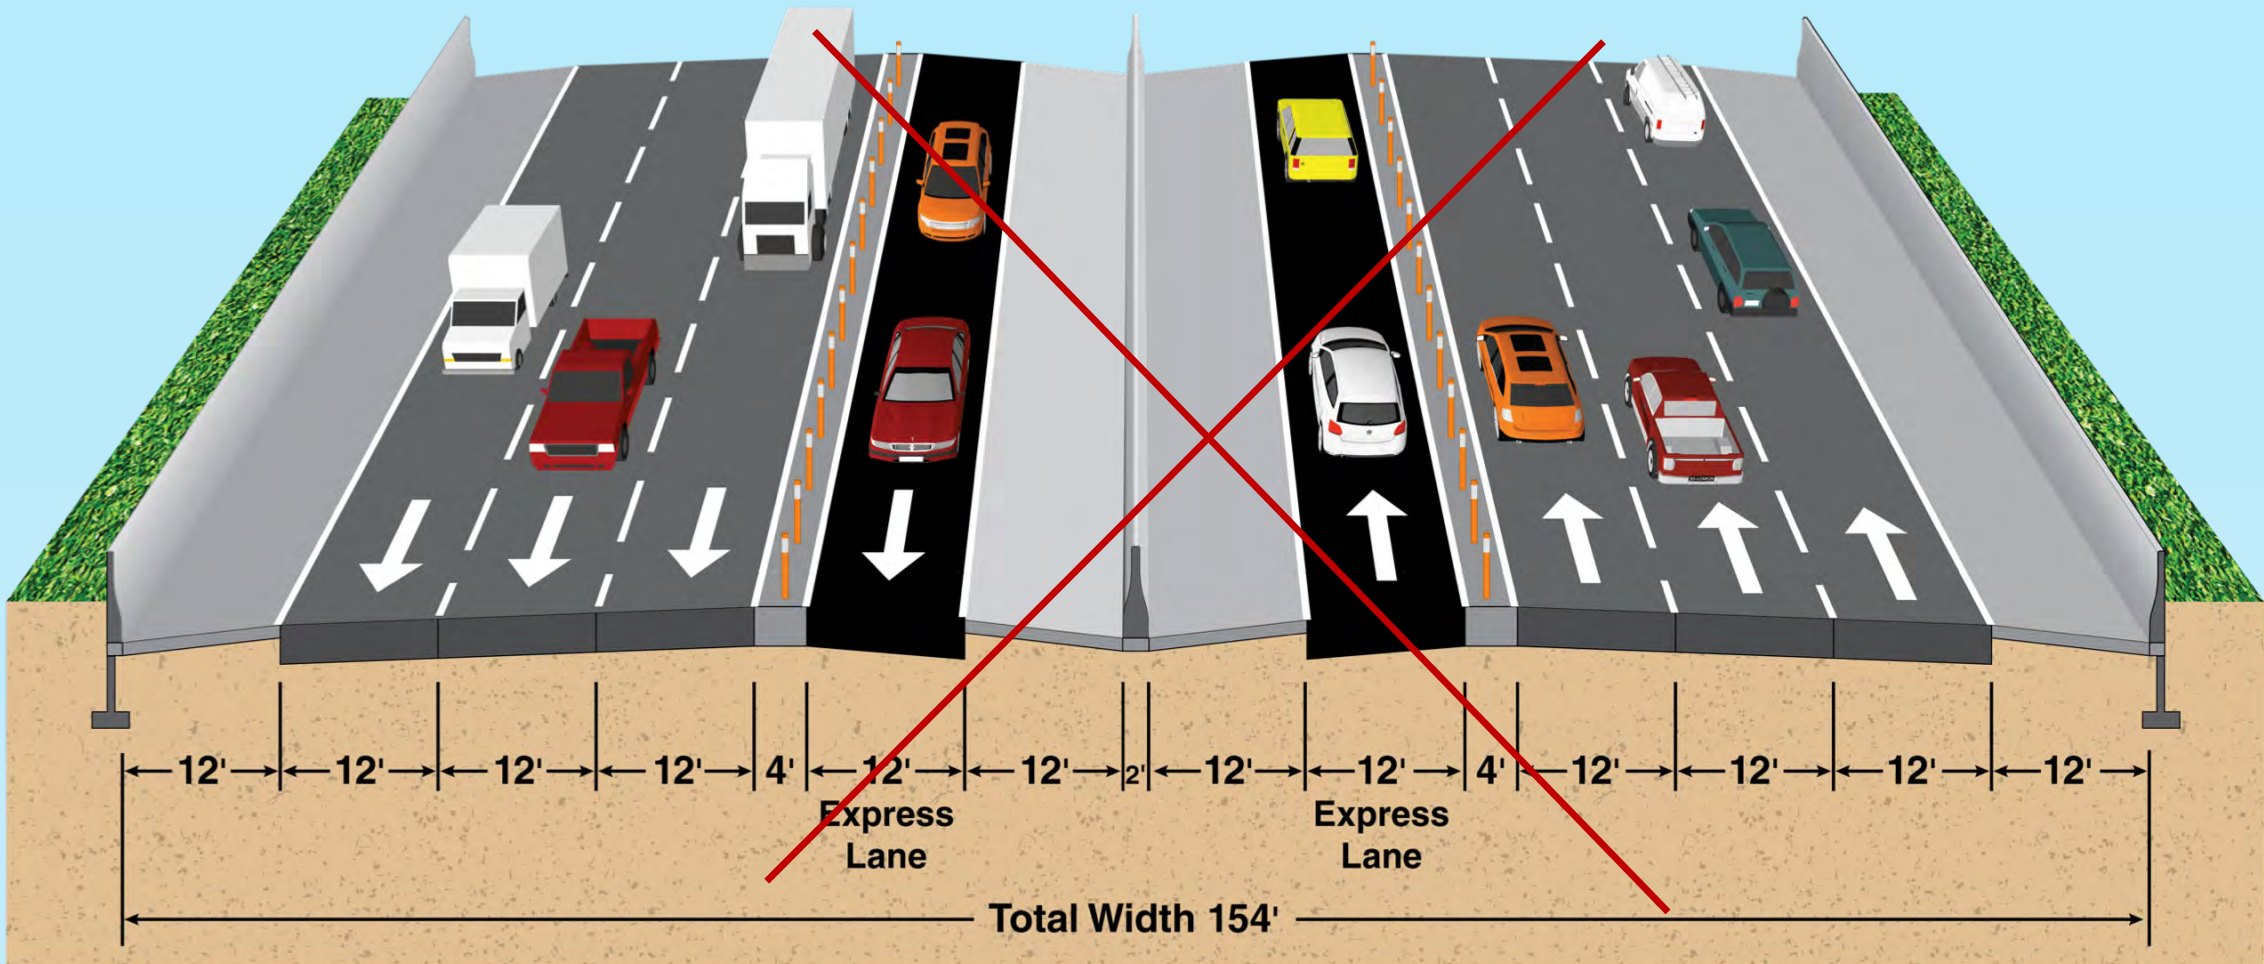 12' 12' 12' 12' 4' 12' 12' 2' 12' 12' 4' 12' 12' 12' 12'
Express Express
Lane Lane
Total Width 154'